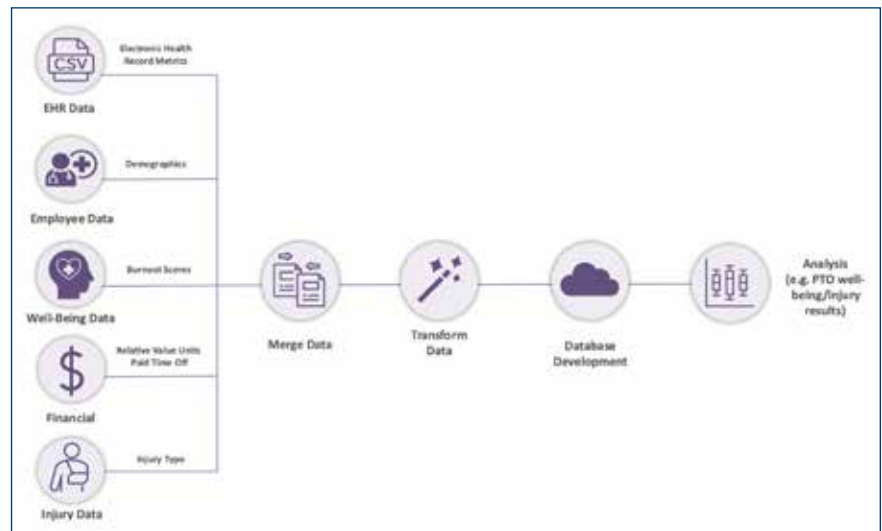 Electronic Health
Record Metrics
CSV
EHR Data
Demographics
Employee Data
Burnout Scores
Well-Being Data
Relative Value Units
Paid Time Off
Financial
Injury Type
Injury Data
Merge Data
Transform
Data
Database
Development
Analysis
(e.g. PTO well-
being/injury
results)